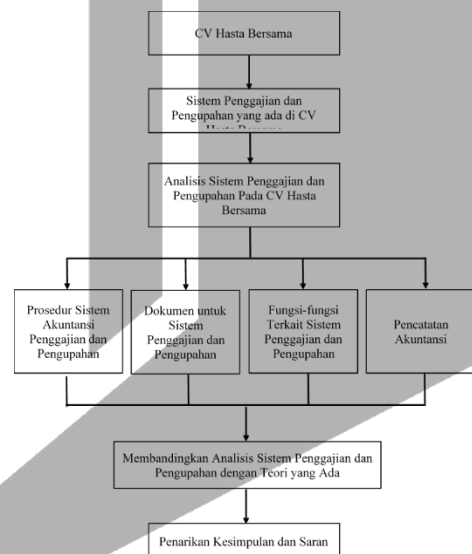 CV Hasta Bersama
Sistem Penggajian dan
Pengupahan yang ada di CV
Hasta Bersama
Analisis Sistem Penggajian dan
Pengupahan Pada CV Hasta
Bersama
Prosedur Sistem
Akuntansi
Penggajian dan
Pengupahan
Dokumen untuk
Sistem
Penggajian dan
Pengupahan
Fungsi-fungsi
Terkait Sistem
Penggajian dan
Pengupahan
Pencatatan
Akuntansi
Membandingkan Analisis Sistem Penggajian dan
Pengupahan dengan Teori yang Ada
Penarikan Kesimpulan dan Saran